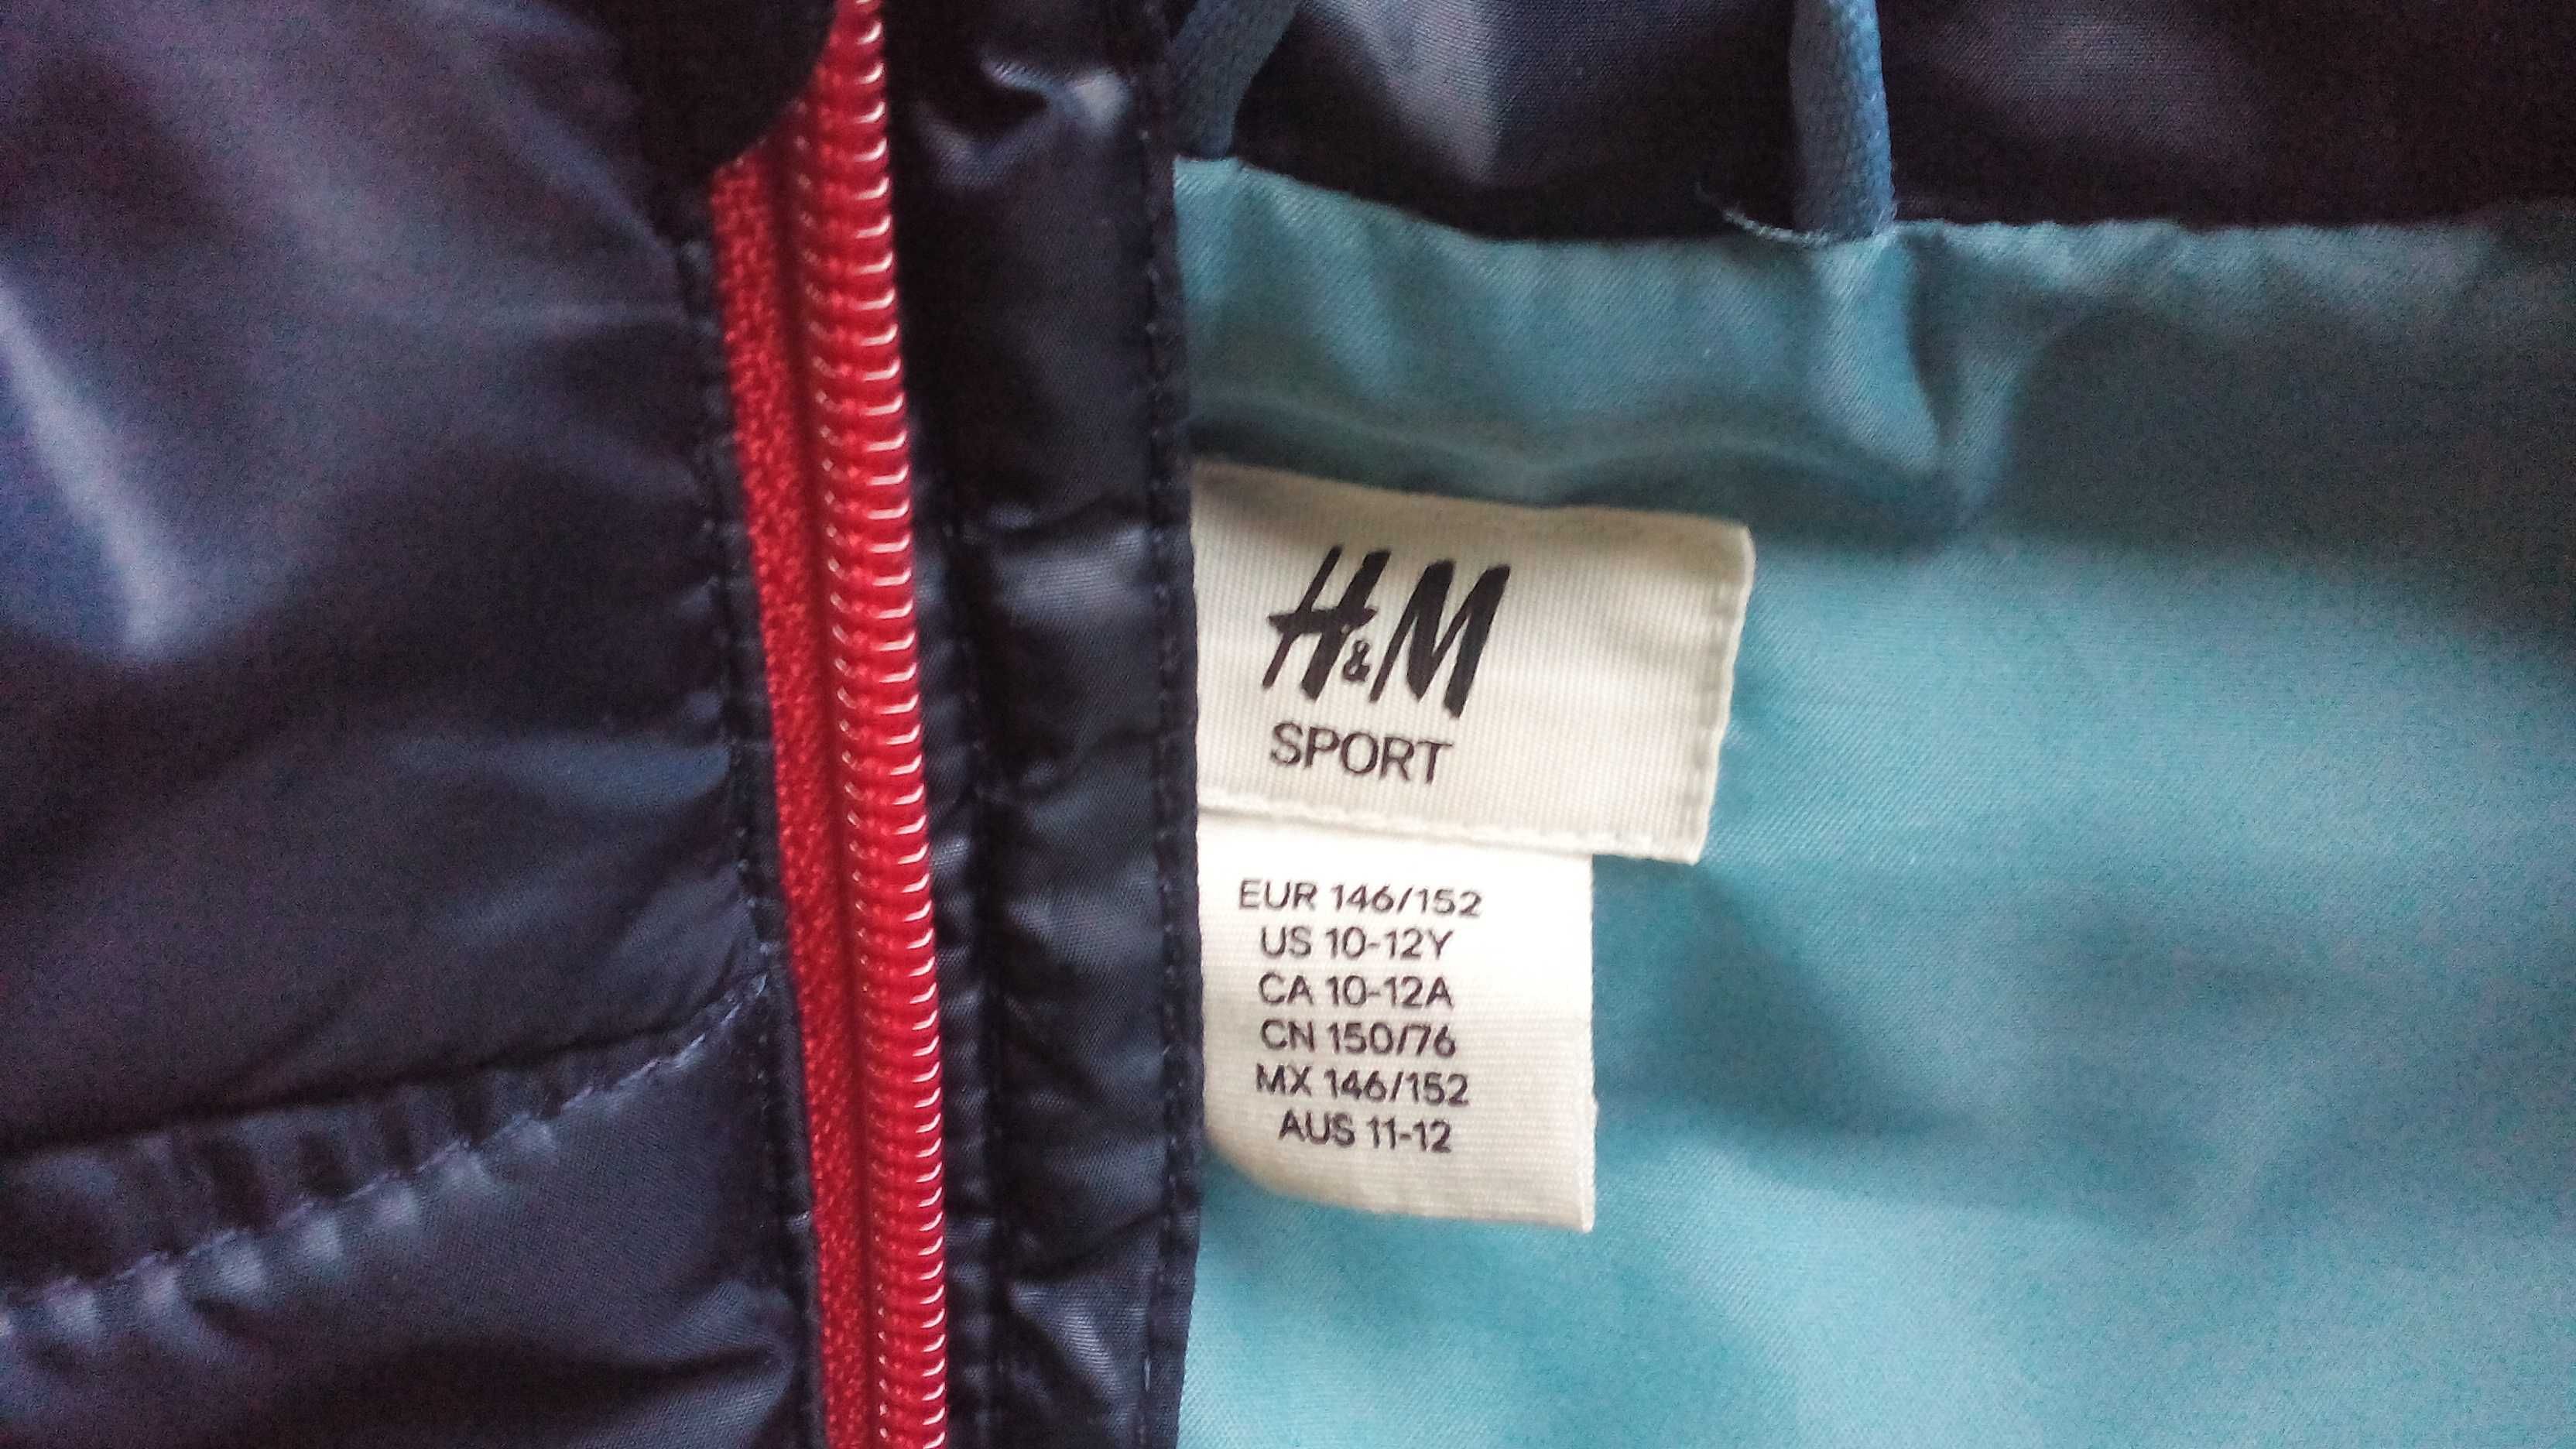 H&M
SPORT
EUR 146/152
US 10-12Y
CA 10-12A
CN 150/76
MX 146/152
AUS 11-12